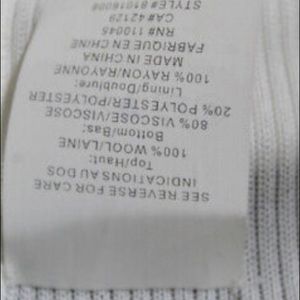 SEE REVERSE FOR CARE
INDICATIONS AU DOS
Top/Haut:
100% WOOL/LAINE
Bottom/Bas:
80% VISCOSE/VISCOSE
20% POLYESTER/POLYESTER
Lining/Doublure:
100% RAYON/RAYONNE
MADE IN CHINA
FABRIQUE EN CHINE
RN# 110045
CA# 42129
STYLE# 81016008